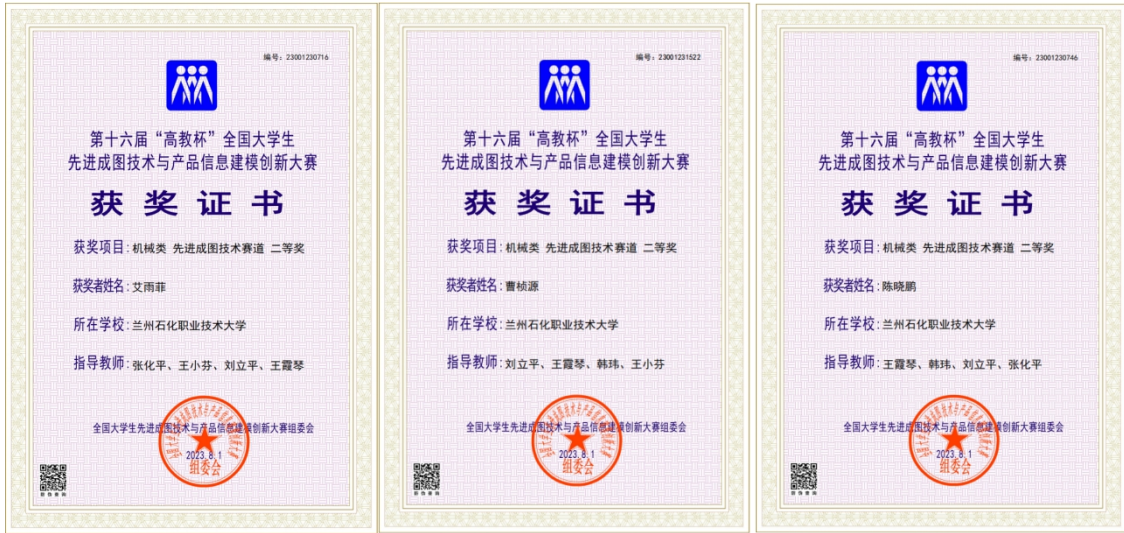 编号：23001230716
第十六届“高教杯”全国大学生
先进成图技术与产品信息建模创新大赛
获奖证书
获奖项目：机械类 先进成图技术赛道 二等奖
获奖者姓名：艾雨菲
所在学校：兰州石化职业技术大学
指导教师：张化平、王小芬、刘立平、王霞琴
全国大学生先进成图技术与产品信息建模创新大赛组委会
2023.8.1
组委会
编号：23001231522
第十六届“高教杯”全国大学生
先进成图技术与产品信息建模创新大赛
获奖证书
获奖项目：机械类 先进成图技术赛道 二等奖
获奖者姓名：曹桢源
所在学校：兰州石化职业技术大学
指导教师：刘立平、王霞琴、韩玮、王小芬
全国大学生先进成图技术与产品信息建模创新大赛组委会
2023.8.1
组委会
编号：23001230746
第十六届“高教杯”全国大学生
先进成图技术与产品信息建模创新大赛
获奖证书
获奖项目：机械类 先进成图技术赛道 二等奖
获奖者姓名：陈晓鹏
所在学校：兰州石化职业技术大学
指导教师：王霞琴、韩玮、刘立平、张化平
全国大学生先进成图技术与产品信息建模创新大赛组委会
2023.8.1
组委会